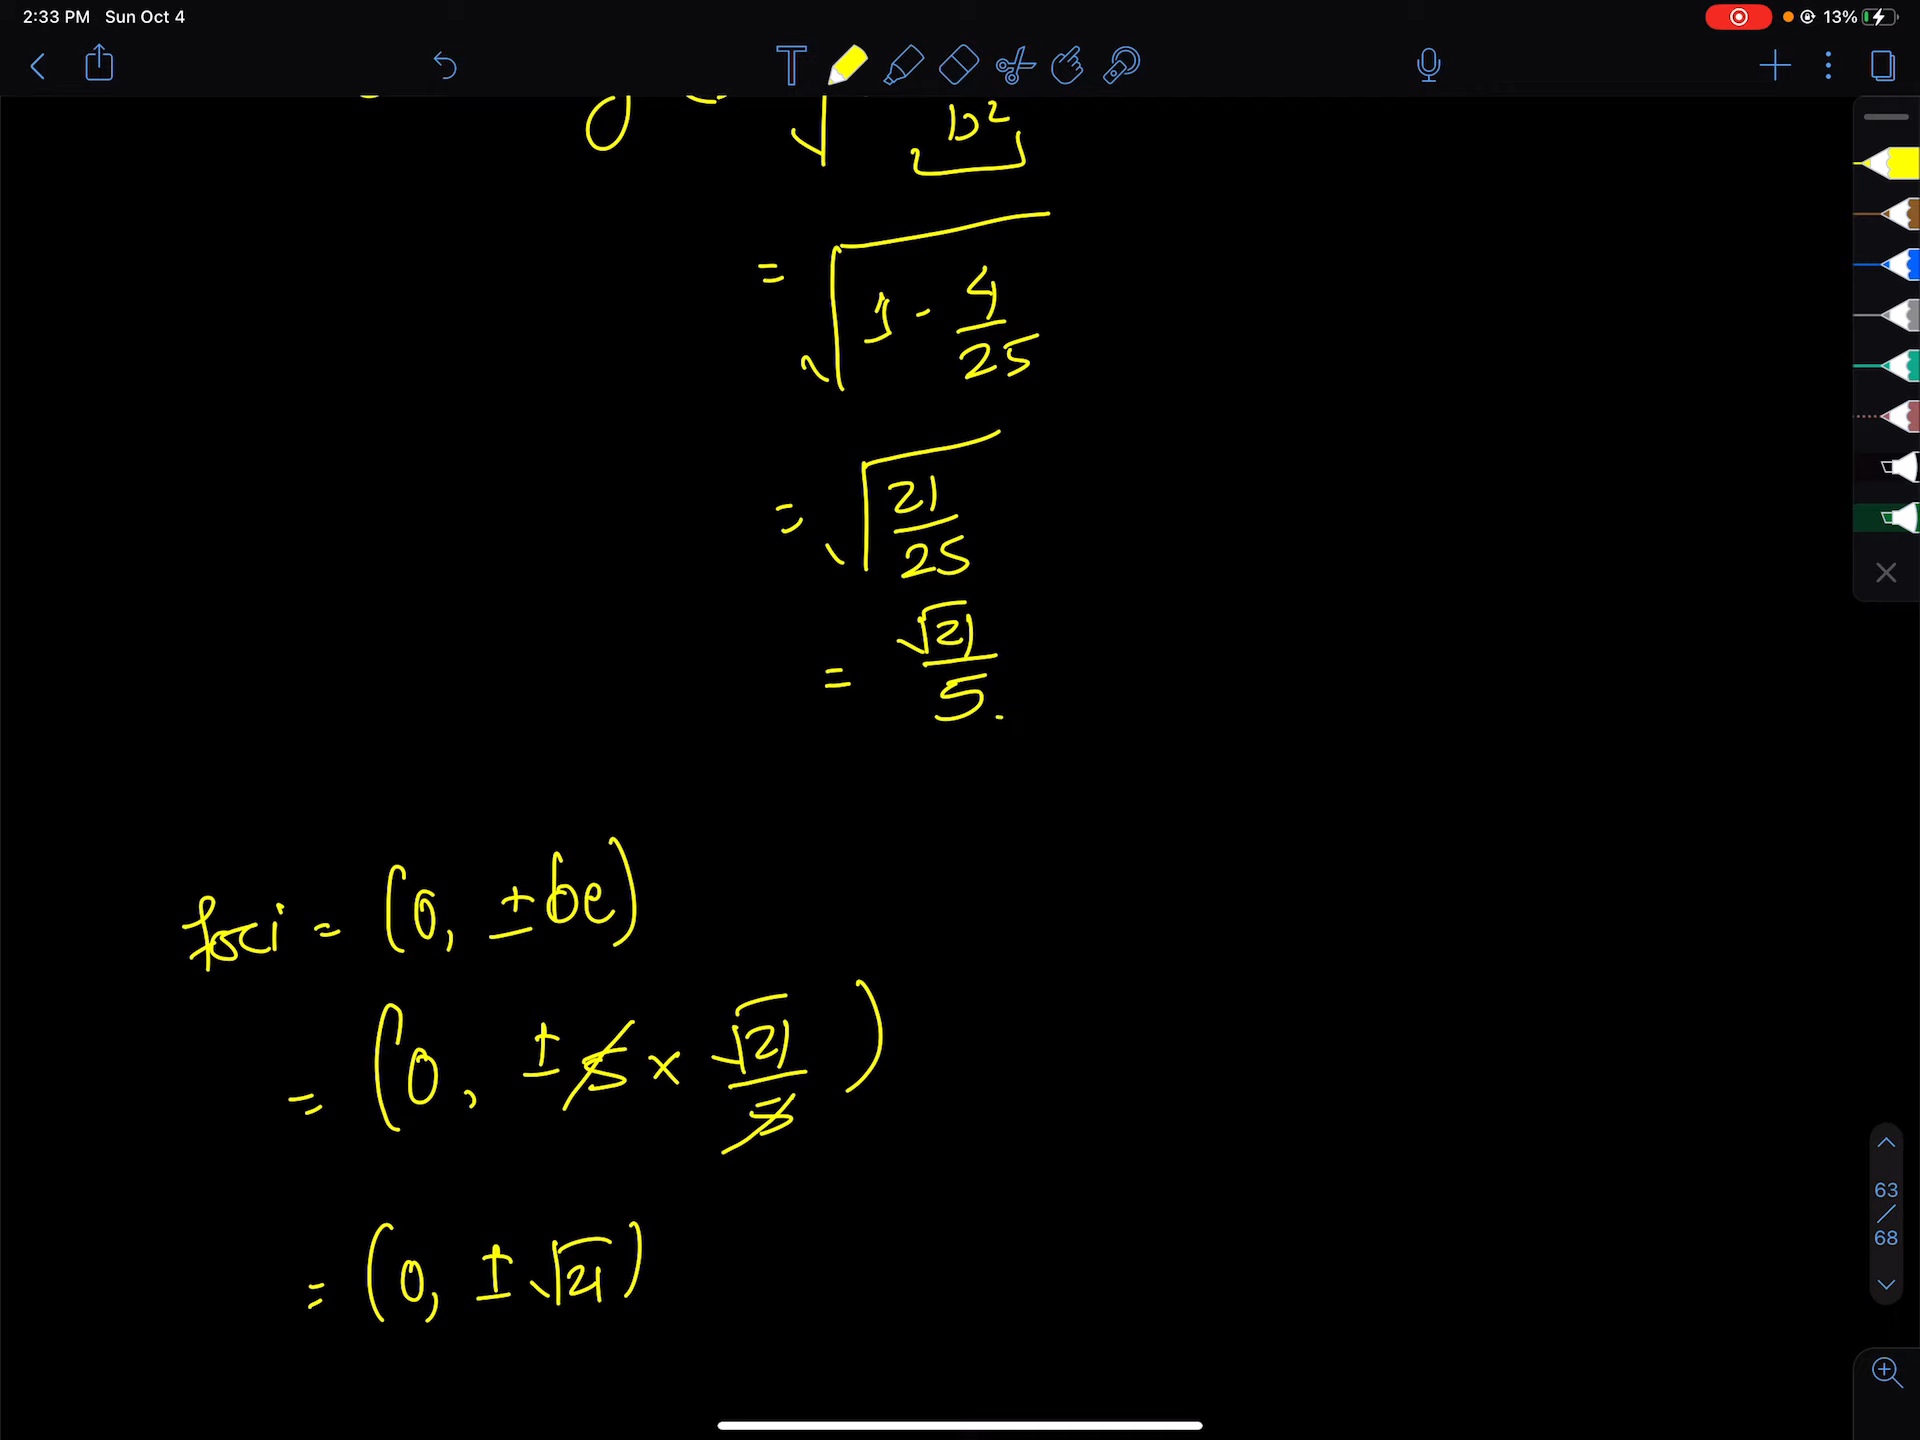 2:33 PM Sun Oct 4 13%
T
b²
= √(1 - 4/25)
= √(21/25)
= √21/5.
foci = (0, ±be)
= (0, ±5 × √21/5)
= (0, ±√21)
63
/
68